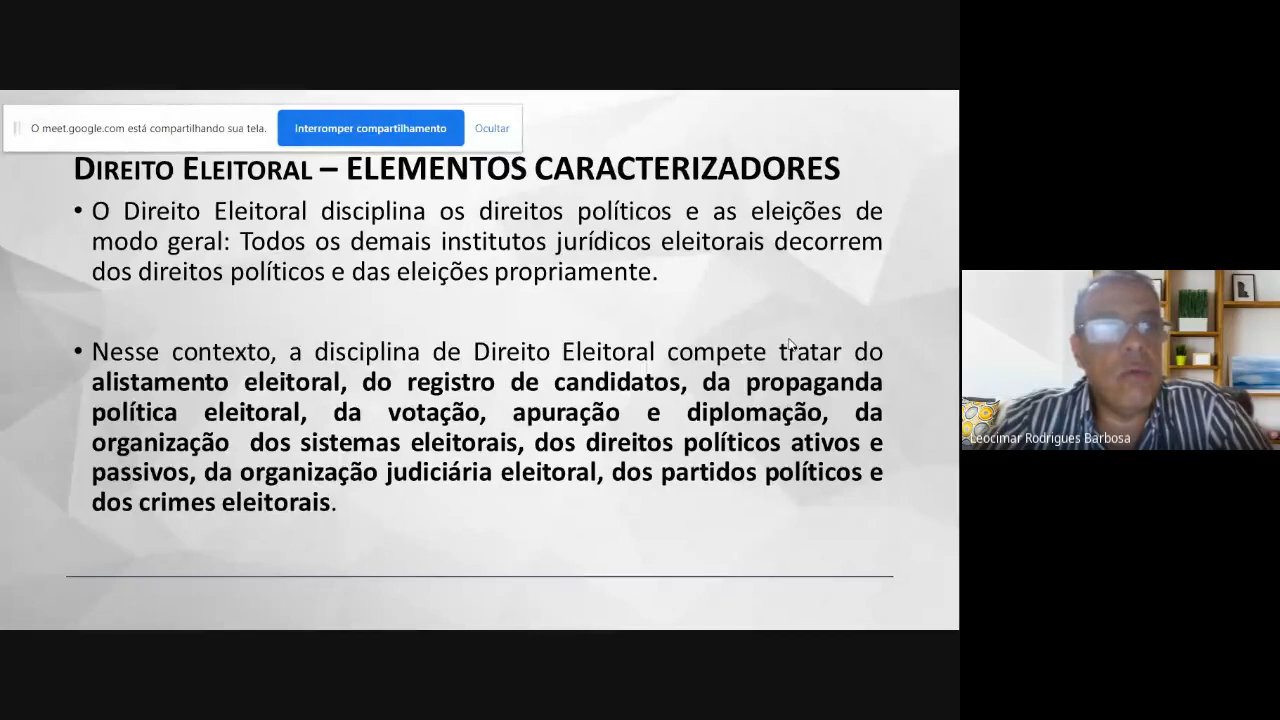 O meet.google.com está compartilhando sua tela.
Interromper compartilhamento
Ocultar
DIREITO ELEITORAL – ELEMENTOS CARACTERIZADORES
• O Direito Eleitoral disciplina os direitos políticos e as eleições de
modo geral: Todos os demais institutos jurídicos eleitorais decorrem
dos direitos políticos e das eleições propriamente.
• Nesse contexto, a disciplina de Direito Eleitoral compete tratar do
alistamento eleitoral, do registro de candidatos, da propaganda
política eleitoral, da votação, apuração e diplomação, da
organização dos sistemas eleitorais, dos direitos políticos ativos e
passivos, da organização judiciária eleitoral, dos partidos políticos e
dos crimes eleitorais.
Leocimar Rodrigues Barbosa